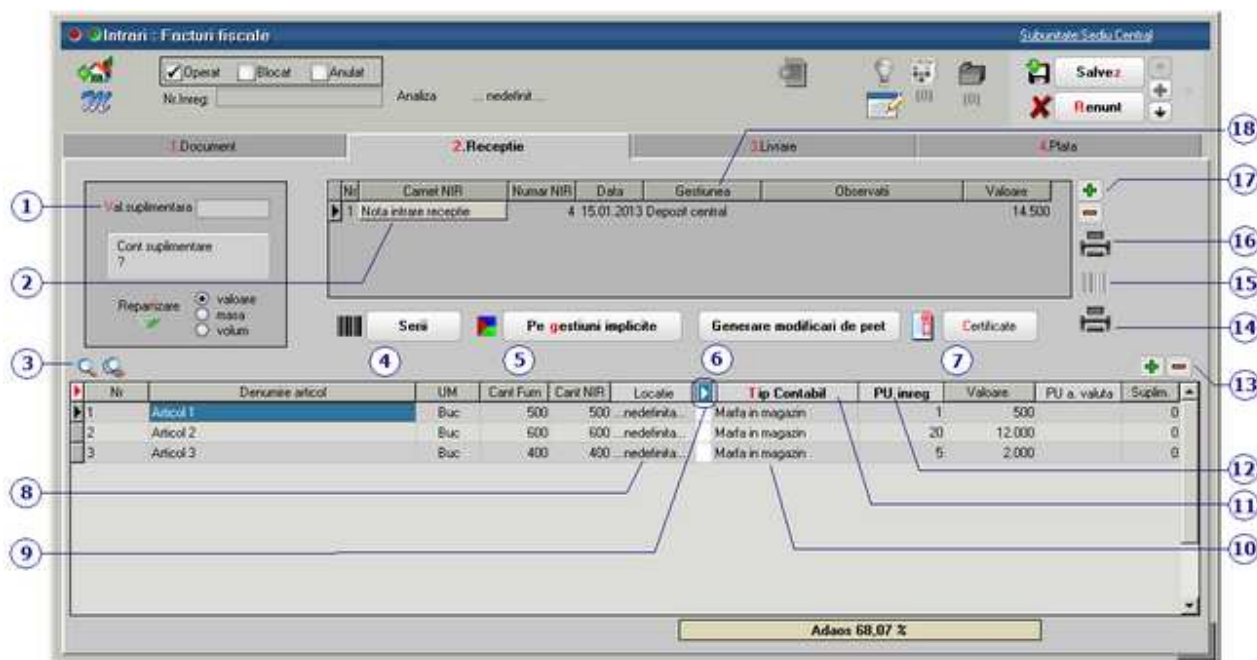 Intrari : Facturi fiscale Subunitate Sediu Central
Operat Blocat Anulat
Nr.Inreg: Analiza ... nedefinit ...
(0) (0)
Salvez
Renunt
1.Document 2.Receptie 3.Livrare 4.Plata
18
17
1
Val.suplimentara
Cont suplimentare
?
Repartizare valoare
masa
volum
Nr Carnet NIR Numar NIR Data Gestiunea Observatii Valoare
1 Nota intrare receptie 4 15.01.2013 Depozit central 14.500
16
2
15
14
Serii Pe gestiuni implicite Generare modificari de pret Certificate
3 4 5 6 7
13
Nr Denumire articol UM Cant Furn Cant NIR Locatie Tip Contabil PU_inreg Valoare PU a. valuta Suplim.
1 Articol 1 Buc 500 500 ...nedefinita... Marfa in magazin 1 500 0
2 Articol 2 Buc 600 600 ...nedefinita... Marfa in magazin 20 12.000 0
3 Articol 3 Buc 400 400 ...nedefinita... Marfa in magazin 5 2.000 0
12
8
11
9
10
Adaos 68,07 %